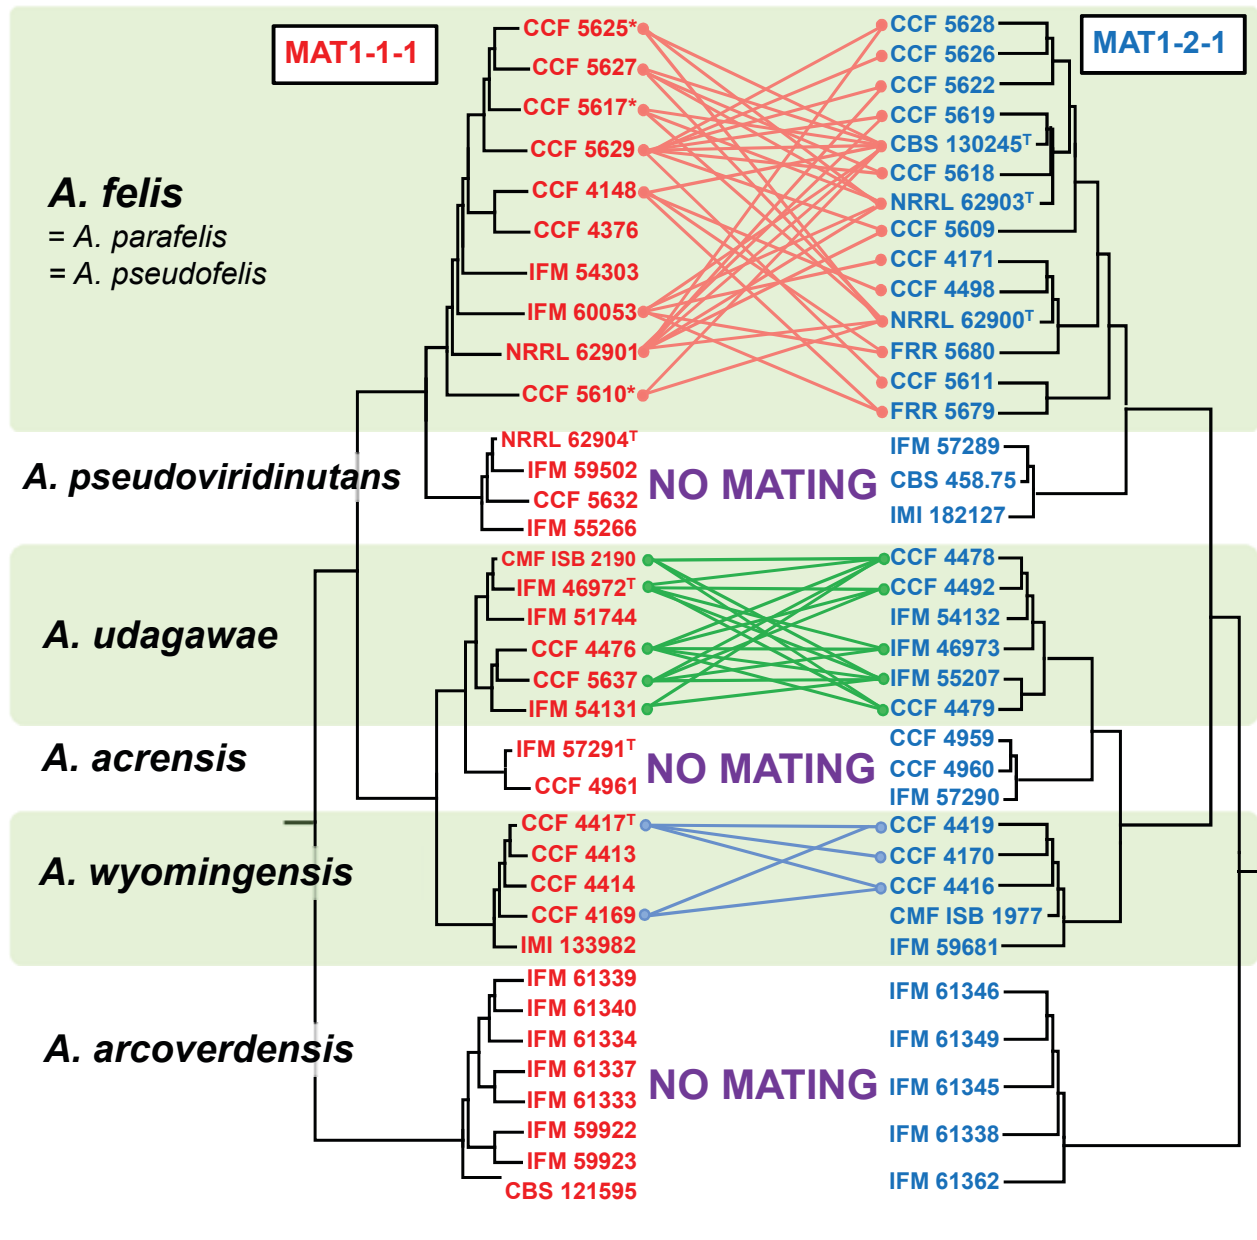 MAT1-1-1
MAT1-2-1
A. felis
= A. parafelis
= A. pseudofelis
CCF 5625*
CCF 5627
CCF 5617*
CCF 5629
CCF 4148
CCF 4376
IFM 54303
IFM 60053
NRRL 62901
CCF 5610*
CCF 5628
CCF 5626
CCF 5622
CCF 5619
CBS 130245ᵀ
CCF 5618
NRRL 62903ᵀ
CCF 5609
CCF 4171
CCF 4498
NRRL 62900ᵀ
FRR 5680
CCF 5611
FRR 5679
A. pseudoviridinutans
NRRL 62904ᵀ
IFM 59502
CCF 5632
IFM 55266
NO MATING
IFM 57289
CBS 458.75
IMI 182127
A. udagawae
CMF ISB 2190
IFM 46972ᵀ
IFM 51744
CCF 4476
CCF 5637
IFM 54131
CCF 4478
CCF 4492
IFM 54132
IFM 46973
IFM 55207
CCF 4479
A. acrensis
IFM 57291ᵀ
CCF 4961
NO MATING
CCF 4959
CCF 4960
IFM 57290
A. wyomingensis
CCF 4417ᵀ
CCF 4413
CCF 4414
CCF 4169
IMI 133982
CCF 4419
CCF 4170
CCF 4416
CMF ISB 1977
IFM 59681
A. arcoverdensis
IFM 61339
IFM 61340
IFM 61334
IFM 61337
IFM 61333
IFM 59922
IFM 59923
CBS 121595
NO MATING
IFM 61346
IFM 61349
IFM 61345
IFM 61338
IFM 61362